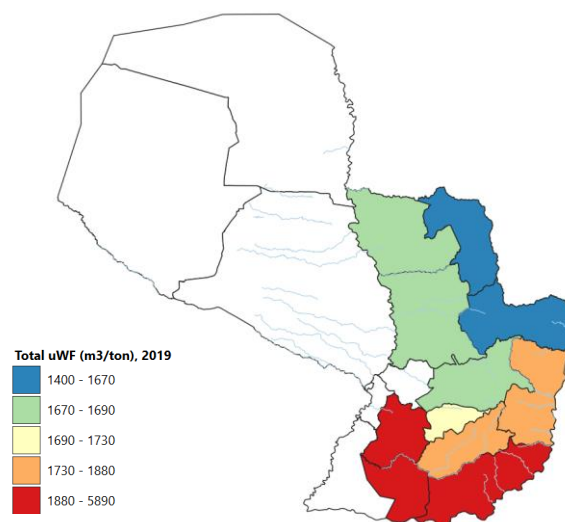 Total uWF (m3/ton), 2019
1400 - 1670
1670 - 1690
1690 - 1730
1730 - 1880
1880 - 5890